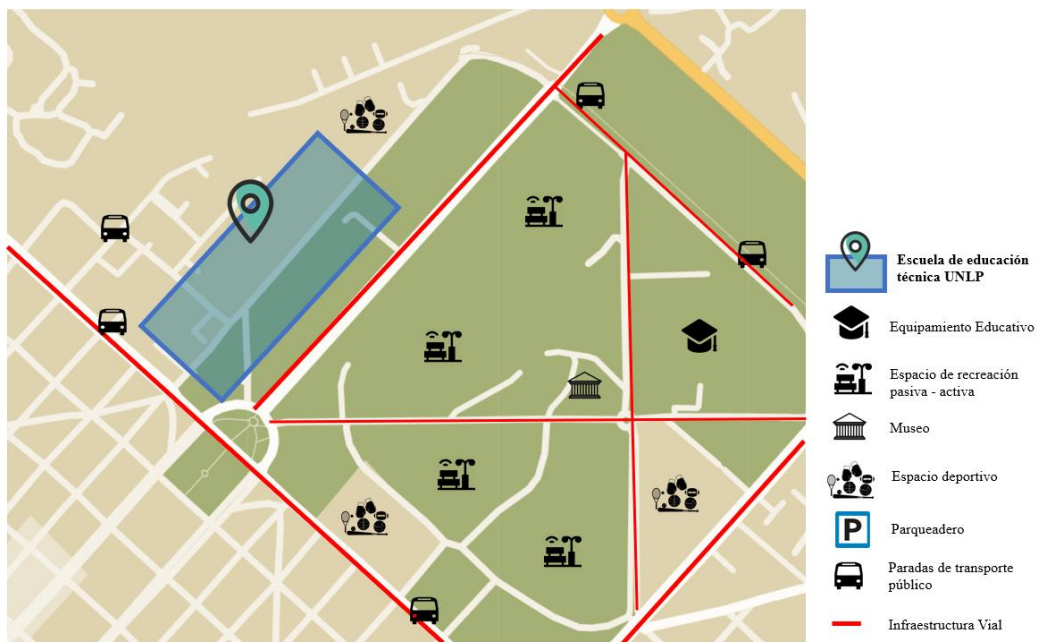 Escuela de educación
técnica UNLP
Equipamiento Educativo
Espacio de recreación
pasiva - activa
Museo
Espacio deportivo
P
Parqueadero
Paradas de transporte
público
Infraestructura Vial